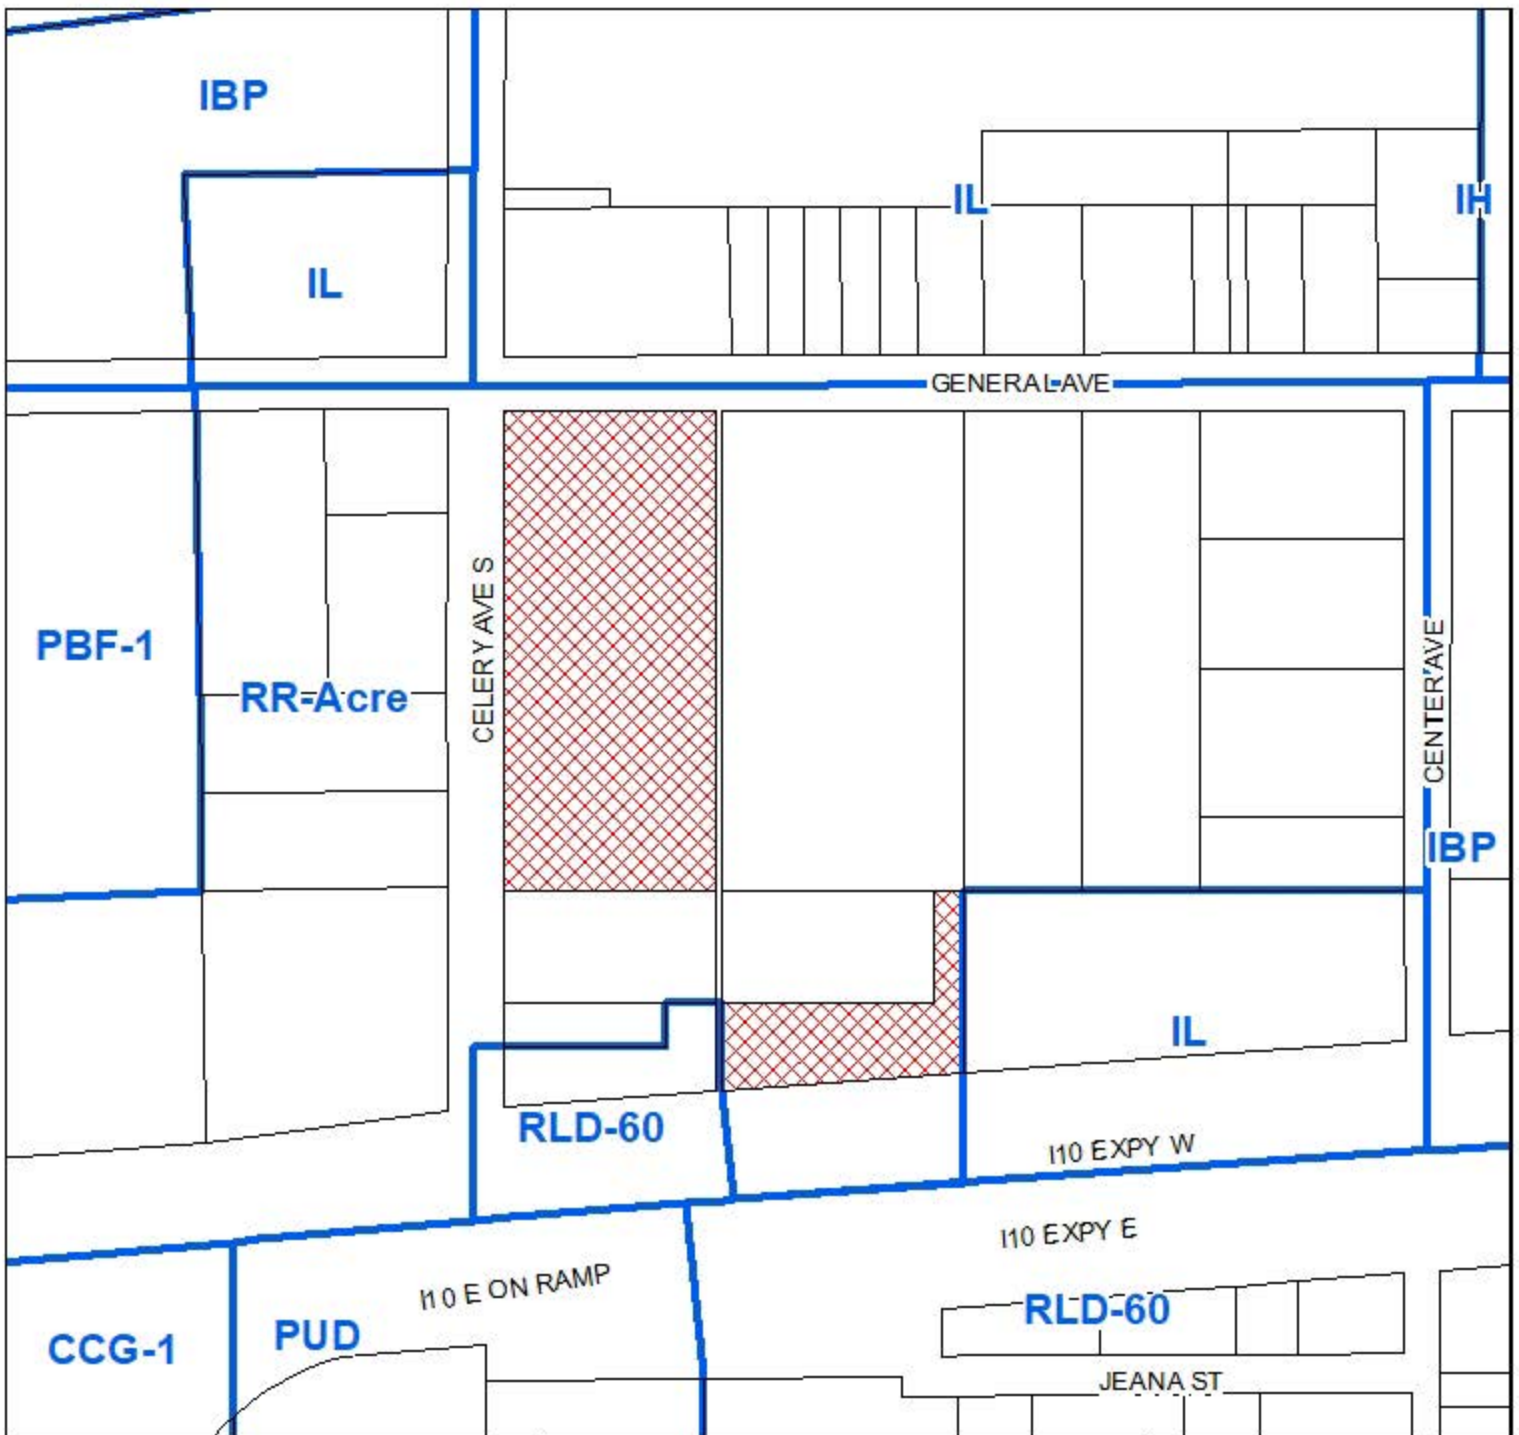 IBP
IL
IH
IL
GENERAL AVE
CELERY AVE S
PBF-1
RR-Acre
CENTER AVE
IBP
IL
RLD-60
I10 EXPY W
I10 EXPY E
I10 E ON RAMP
RLD-60
CCG-1
PUD
JEANA ST